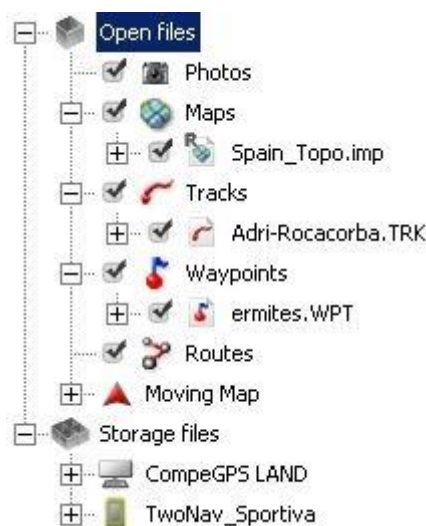 Open files
Photos
Maps
R
Spain_Topo.imp
Tracks
Adri-Rocacorba.TRK
Waypoints
ermites.WPT
Routes
Moving Map
Storage files
CompeGPS LAND
TwoNav_Sportiva